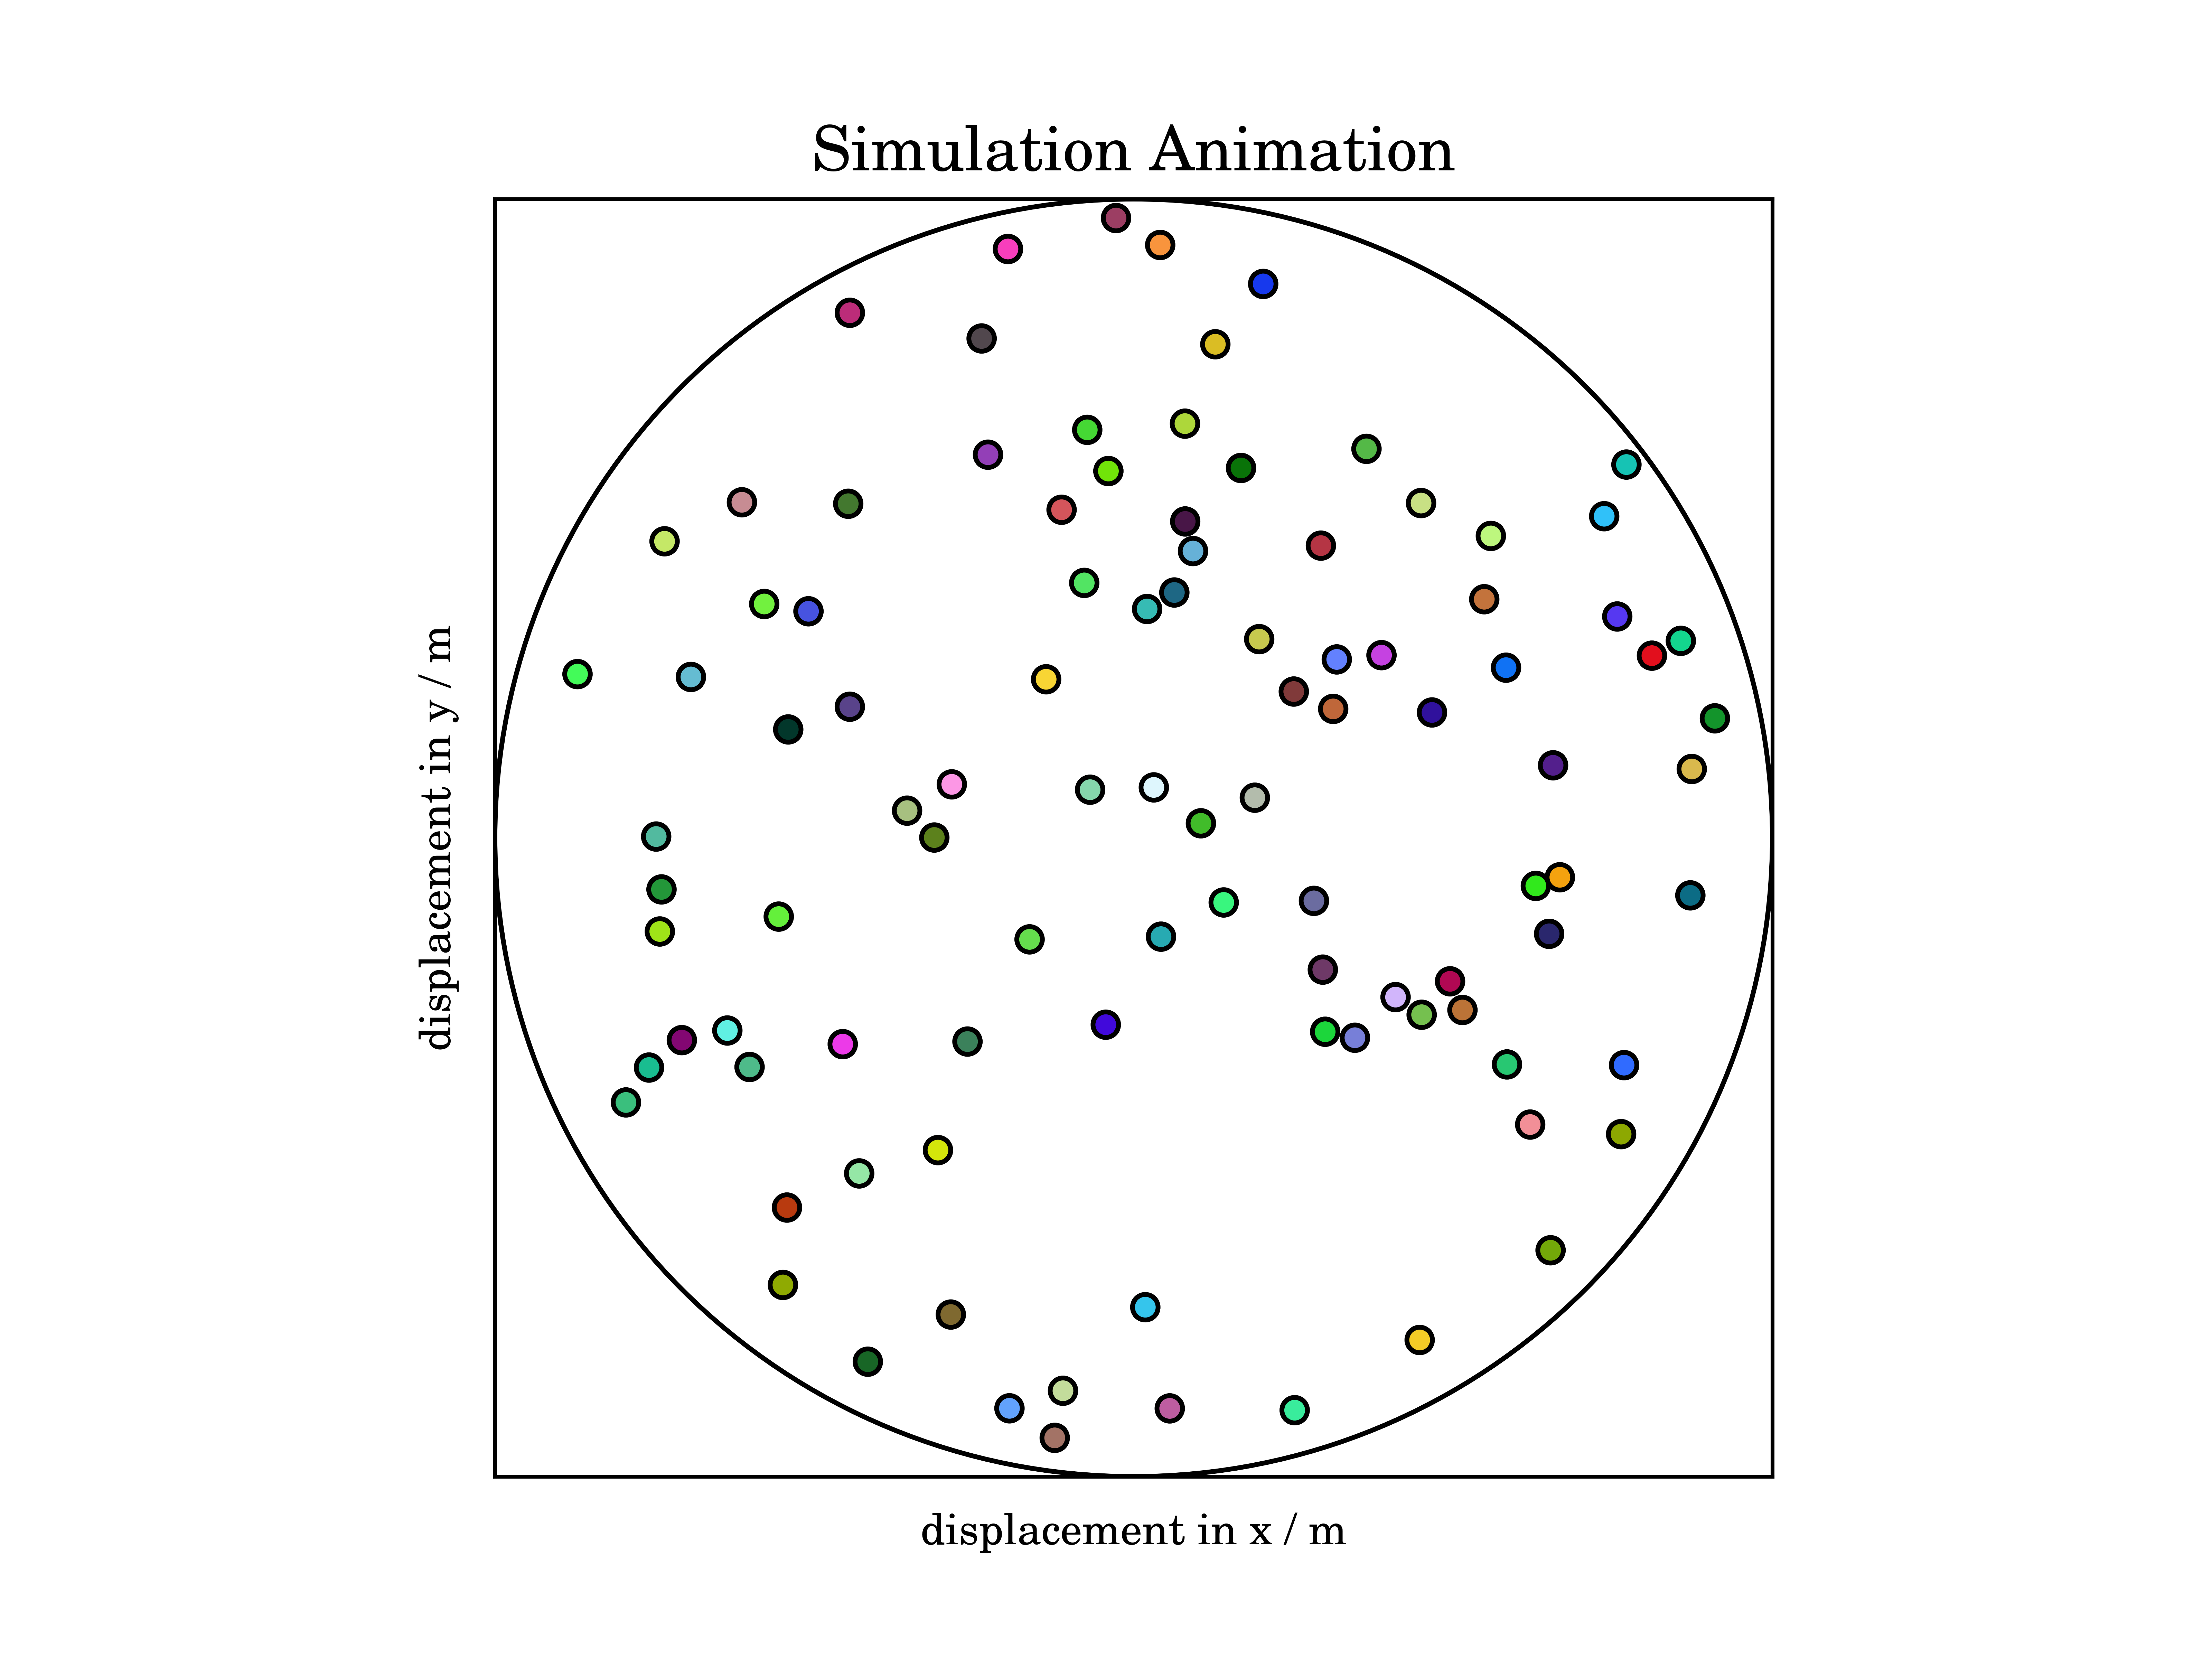 Simulation Animation
displacement in y / m
displacement in x / m